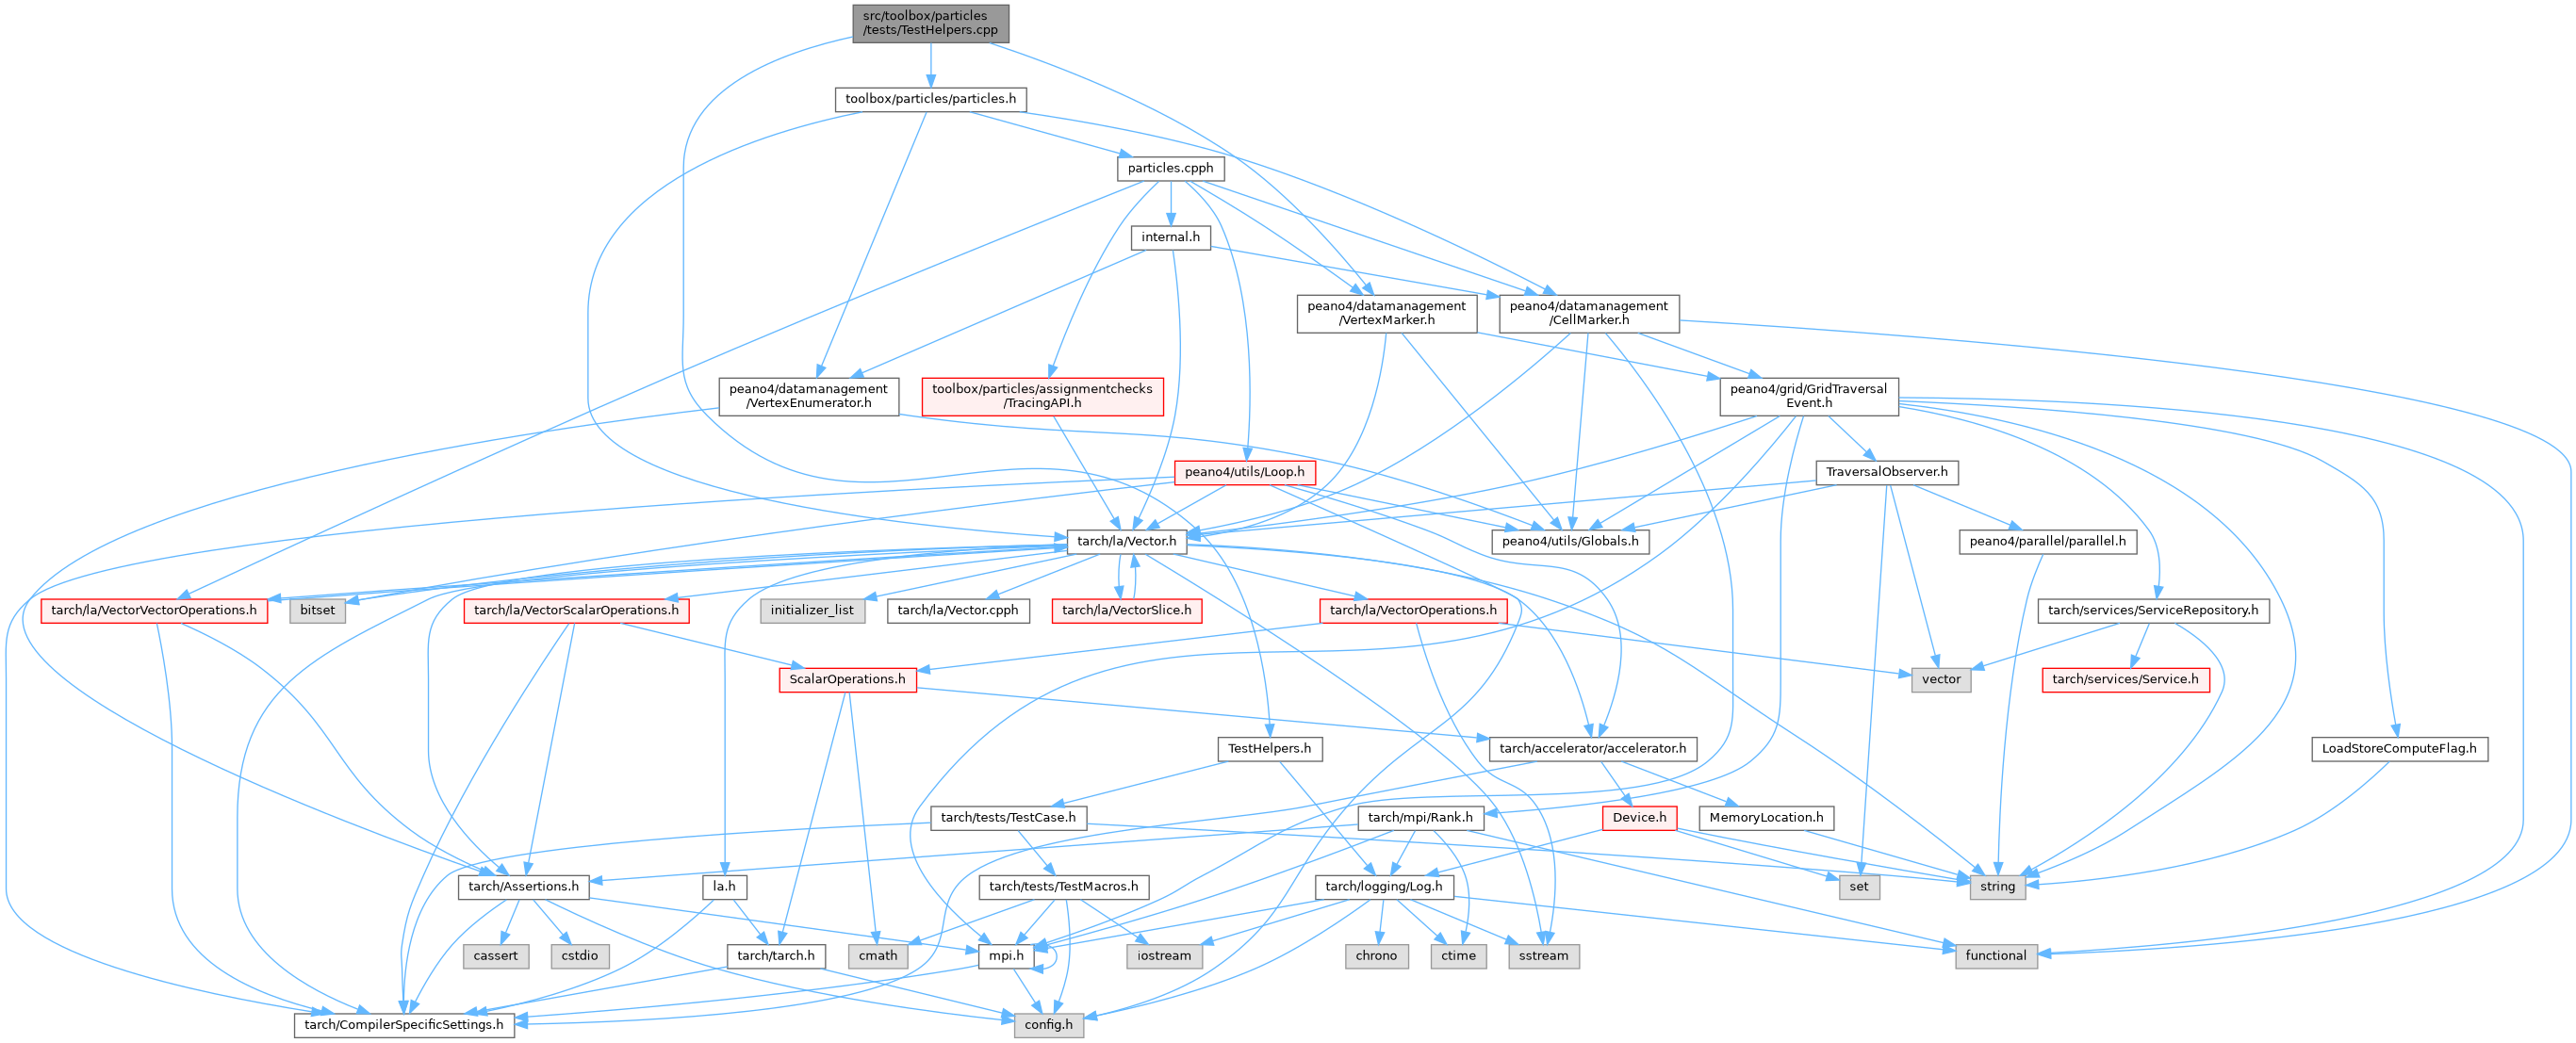 src/toolbox/particles
/tests/TestHelpers.cpp
toolbox/particles/particles.h
particles.cpph
internal.h
peano4/datamanagement
/VertexMarker.h
peano4/datamanagement
/CellMarker.h
peano4/datamanagement
/VertexEnumerator.h
toolbox/particles/assignmentchecks
/TracingAPI.h
peano4/grid/GridTraversal
Event.h
peano4/utils/Loop.h
TraversalObserver.h
tarch/la/Vector.h
peano4/utils/Globals.h
peano4/parallel/parallel.h
tarch/la/VectorVectorOperations.h
bitset
tarch/la/VectorScalarOperations.h
initializer_list
tarch/la/Vector.cpph
tarch/la/VectorSlice.h
tarch/la/VectorOperations.h
tarch/services/ServiceRepository.h
ScalarOperations.h
vector
tarch/services/Service.h
TestHelpers.h
tarch/accelerator/accelerator.h
LoadStoreComputeFlag.h
tarch/tests/TestCase.h
tarch/mpi/Rank.h
Device.h
MemoryLocation.h
tarch/Assertions.h
la.h
tarch/tests/TestMacros.h
tarch/logging/Log.h
set
string
cassert
cstdio
tarch/tarch.h
cmath
mpi.h
iostream
chrono
ctime
sstream
functional
tarch/CompilerSpecificSettings.h
config.h